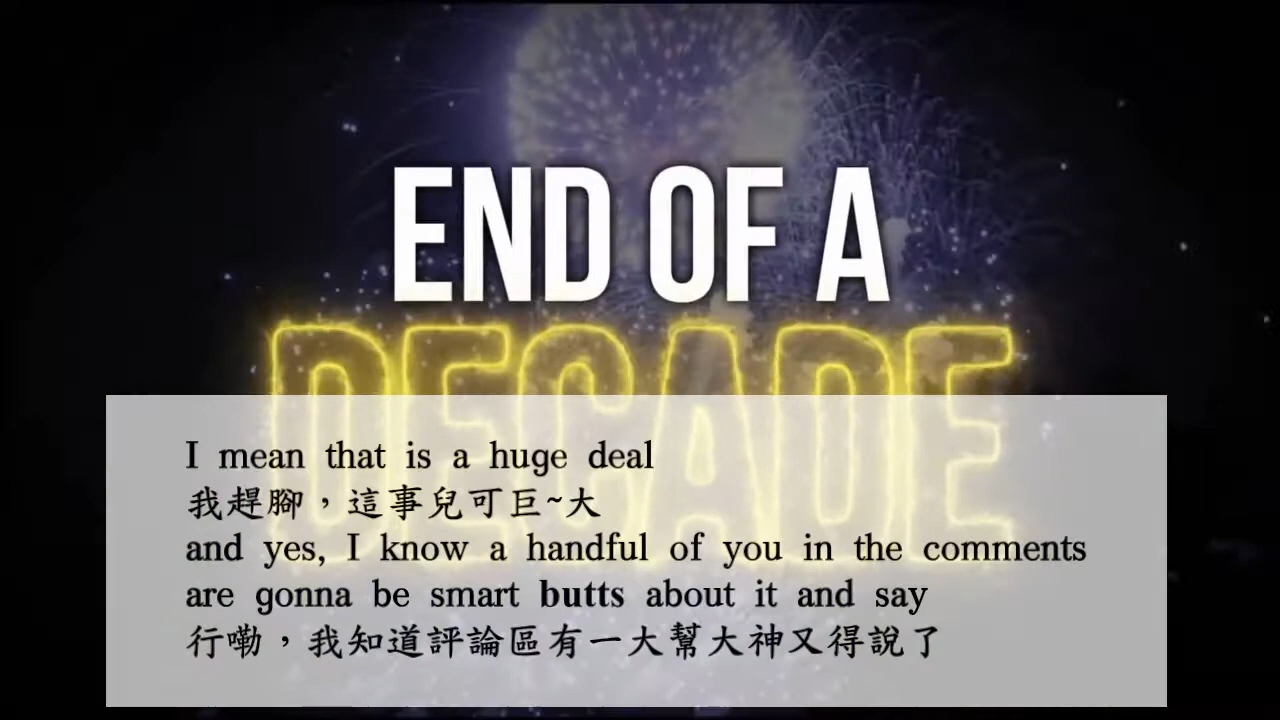 END OF A
DECADE
I mean that is a huge deal
我趕腳，這事兒可巨~大
and yes, I know a handful of you in the comments
are gonna be smart butts about it and say
行嘞，我知道評論區有一大幫大神又得說了